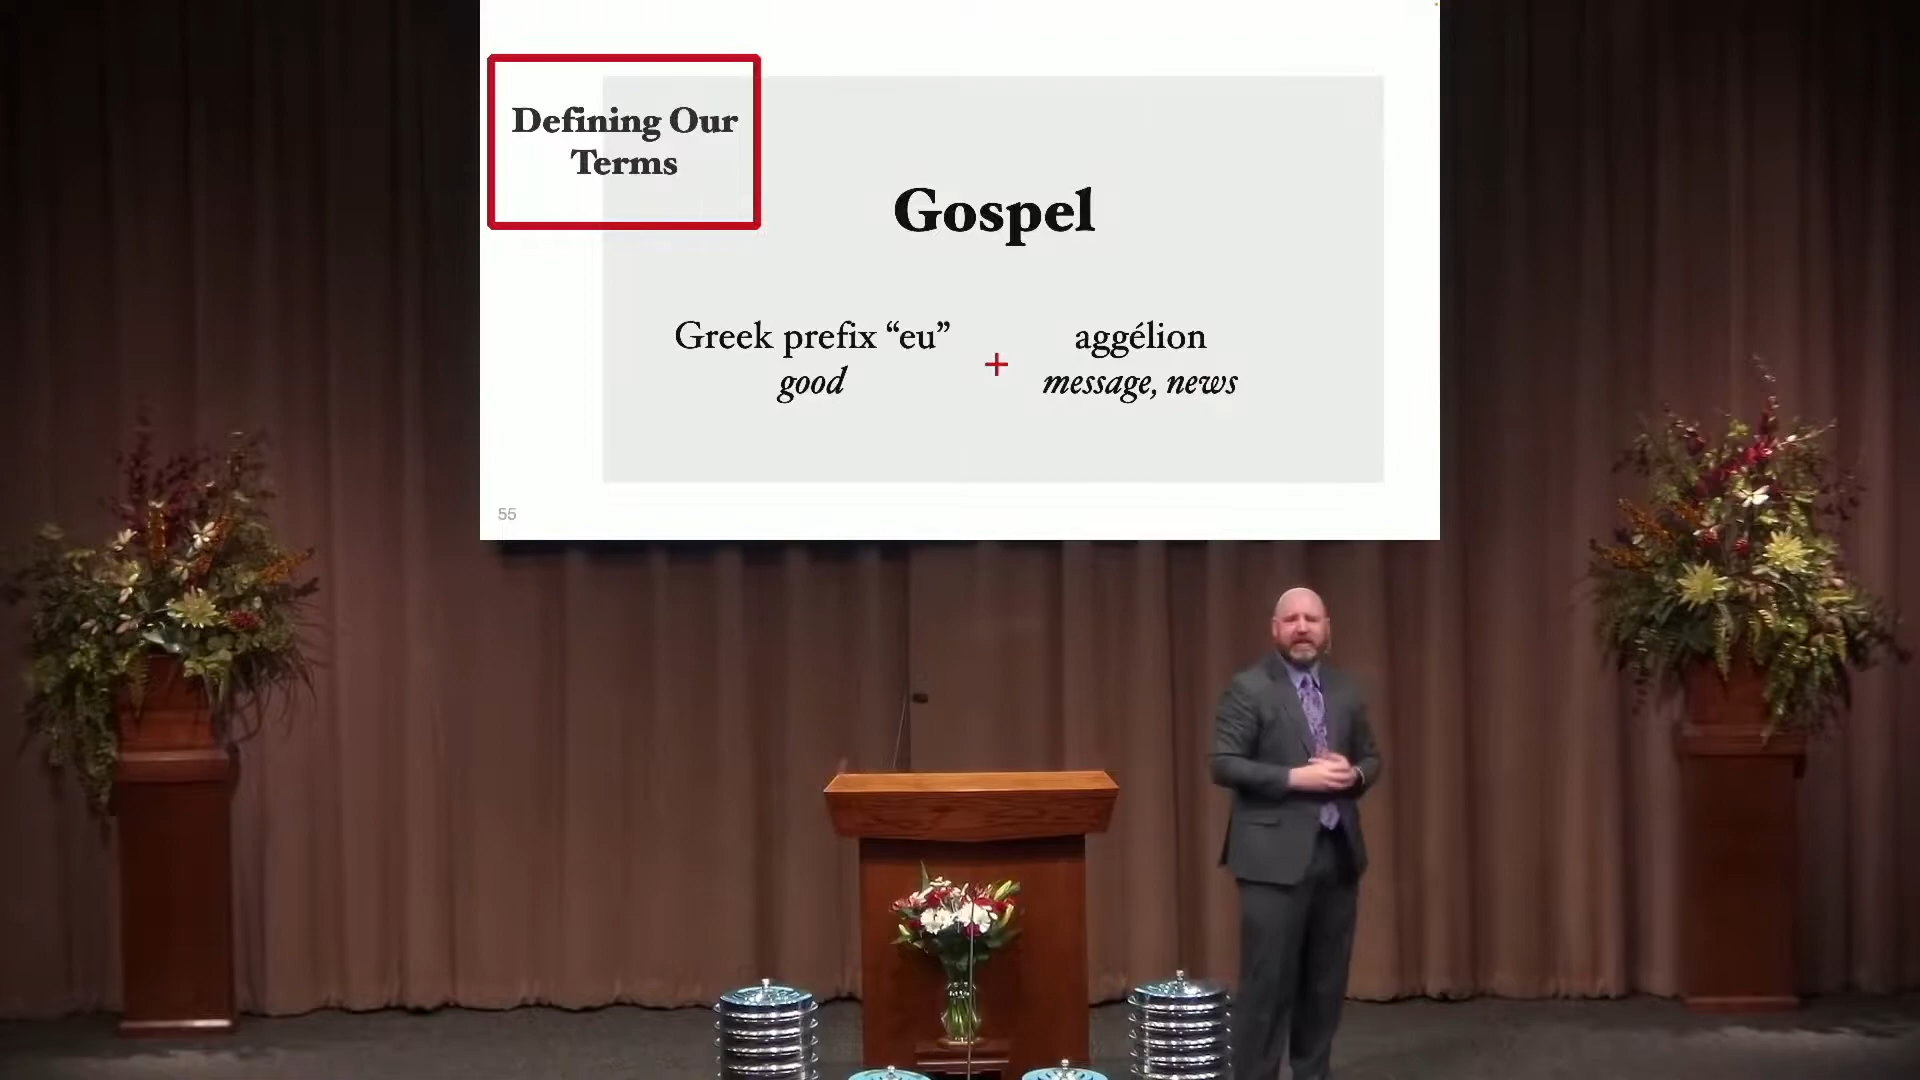 Defining Our
Terms
Gospel
Greek prefix “eu”
good
+
aggélion
message, news
55